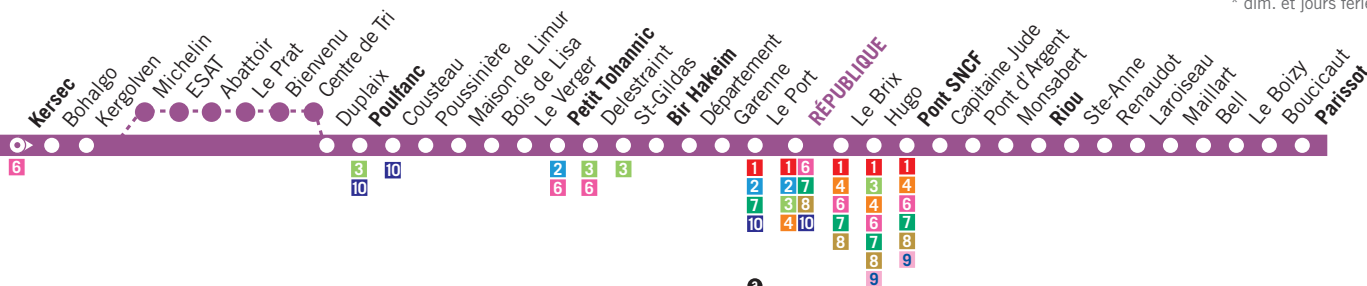 * dim. et jours férié
Kersec
Bohalgo
Kergolven
Michelin
ESAT
Abattoir
Le Prat
Bienvenu
Centre de Tri
Duplaix
Poulfanc
Cousteau
Poussinière
Maison de Limur
Bois de Lisa
Le Verger
Petit Tohannic
Delestraint
St-Gildas
Bir Hakeim
Département
Garenne
Le Port
RÉPUBLIQUE
Le Brix
Hugo
Pont SNCF
Capitaine Jude
Pont d'Argent
Monsabert
Riou
Ste-Anne
Renaudot
Laroiseau
Maillart
Bell
Le Boizy
Boucicaut
Parissot
6 3 10 2 3 3 1 1 6 1 1 1
10 6 6 2 2 7 4 3 4
7 3 8 6 4 6
10 4 10 7 6 7
8 7 8
8 9
9